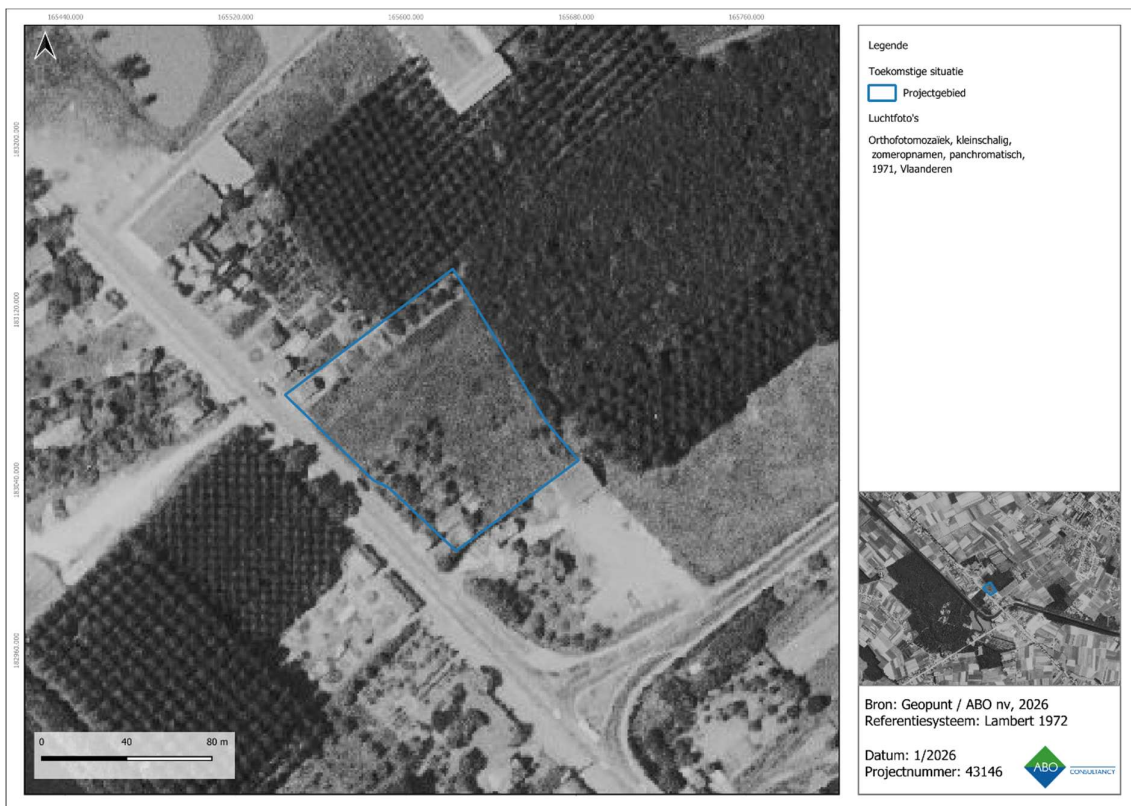 165440.000
165520.000
165600.000
165680.000
165760.000
183200.000
183120.000
183040.000
182960.000
0 40 80 m
Legende
Toekomstige situatie
Projectgebied
Luchtfoto's
Orthofotomozaïek, kleinschalig,
zomeropnamen, panchromatisch,
1971, Vlaanderen
Bron: Geopunt / ABO nv, 2026
Referentiesysteem: Lambert 1972
Datum: 1/2026
Projectnummer: 43146
ABO
CONSULTANCY